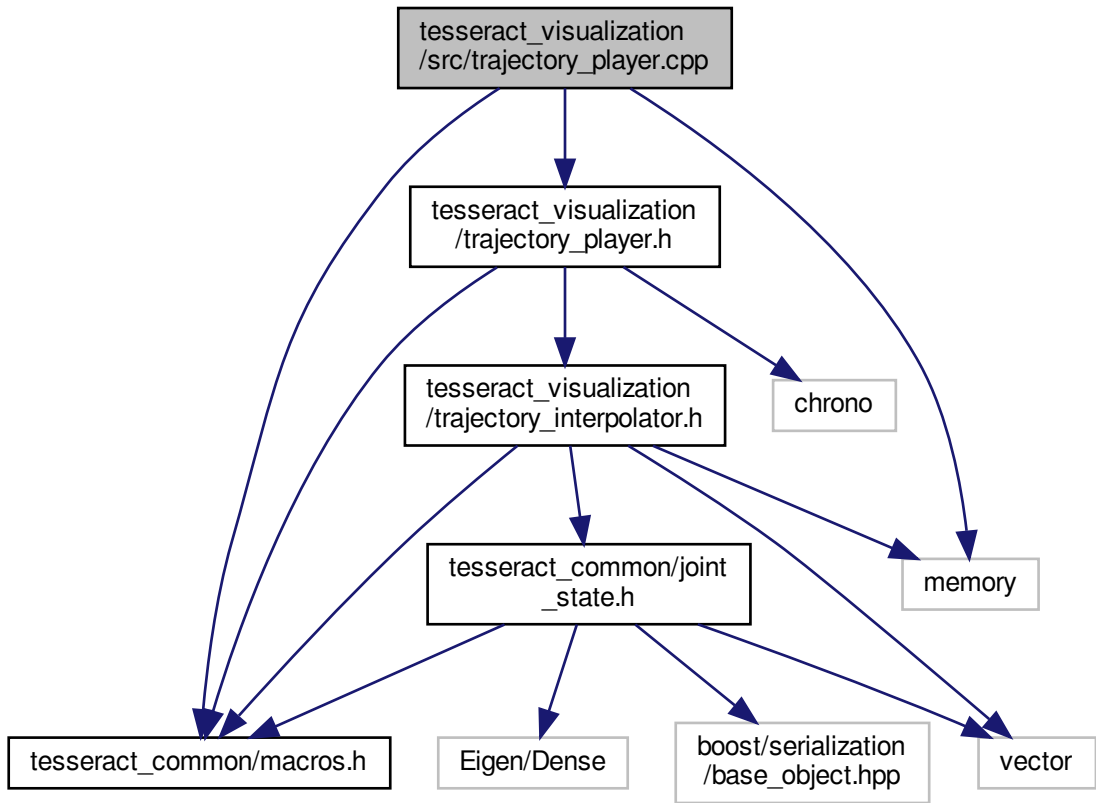 tesseract_visualization
/src/trajectory_player.cpp
tesseract_visualization
/trajectory_player.h
tesseract_visualization
/trajectory_interpolator.h
chrono
tesseract_common/joint
_state.h
memory
tesseract_common/macros.h
Eigen/Dense
boost/serialization
/base_object.hpp
vector